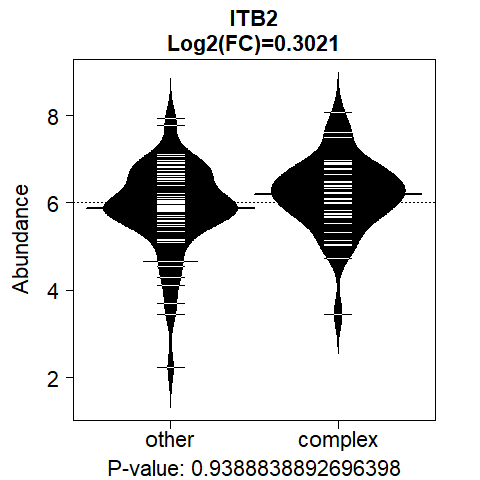 ITB2
Log2(FC)=0.3021
Abundance
8
6
4
2
other
complex
P-value: 0.9388838892696398